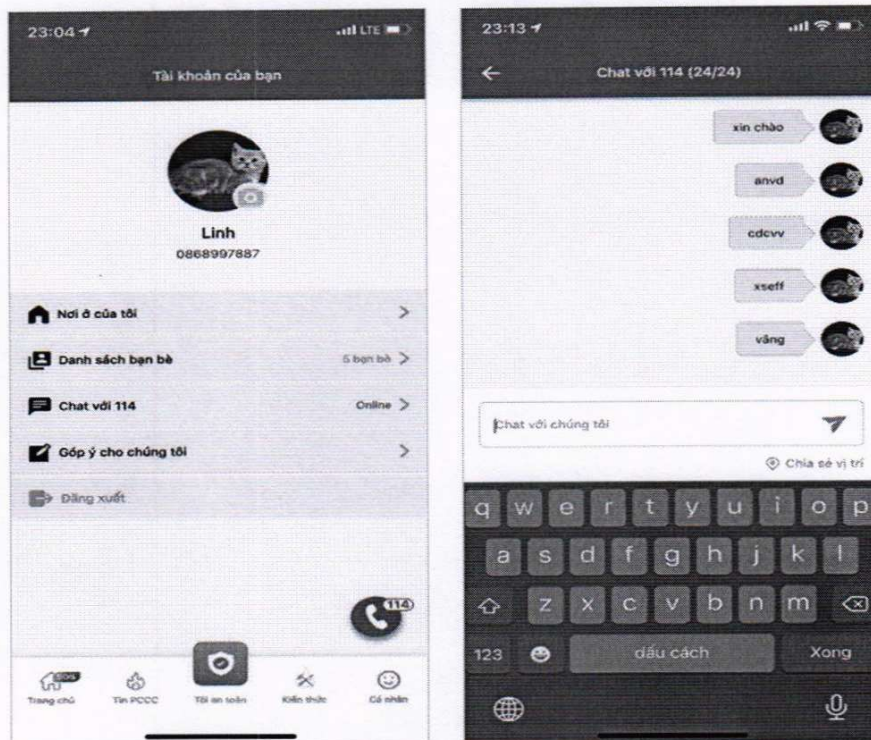 23:04
LTE
Tài khoản của bạn
Linh
0868997887
Nơi ở của tôi
Danh sách bạn bè
5 bạn bè
Chat với 114
Online
Góp ý cho chúng tôi
Đăng xuất
114
SOS
Trang chủ
Tin PCCC
Tôi an toàn
Kiến thức
Cá nhân
23:13
Chat với 114 (24/24)
xin chào
anvd
cdcvv
xseff
vâng
Chat với chúng tôi
Chia sẻ vị trí
q w e r t y u i o p
a s d f g h j k l
z x c v b n m
123
dấu cách
Xong